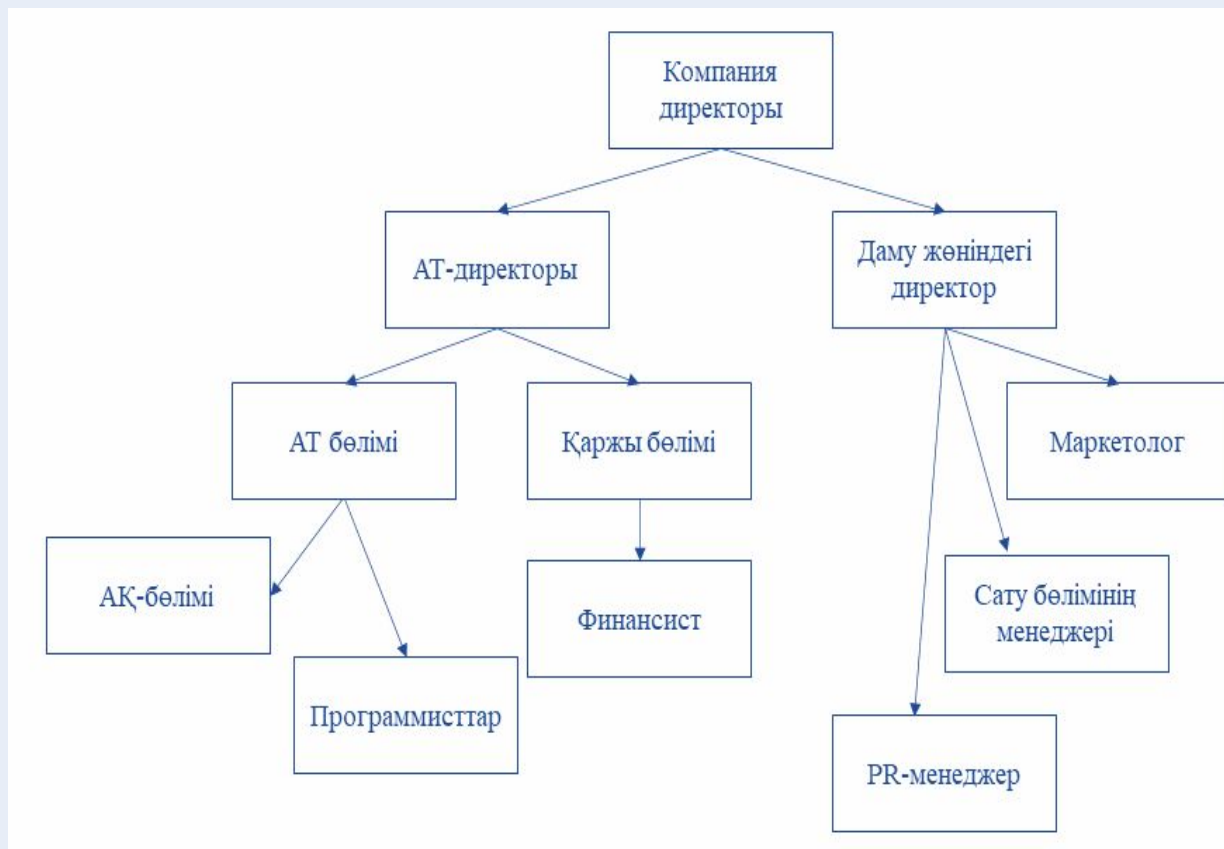 Компания
директоры
АТ-директоры
Даму жөніндегі
директор
АТ бөлімі
Қаржы бөлімі
Маркетолог
АҚ-бөлімі
Финансист
Сату бөлімінің
менеджері
Программисттар
PR-менеджер